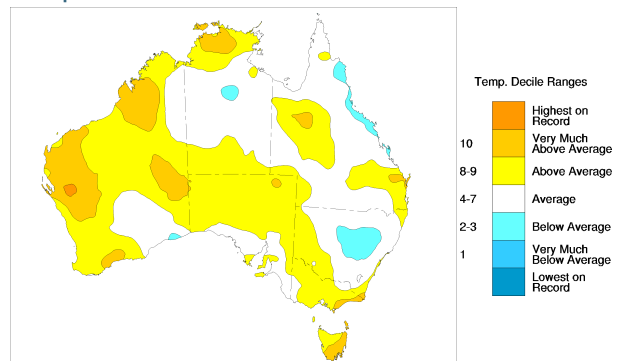 Temp. Decile Ranges
Highest on
Record
10
Very Much
Above Average
8-9
Above Average
4-7
Average
2-3
Below Average
1
Very Much
Below Average
Lowest on
Record